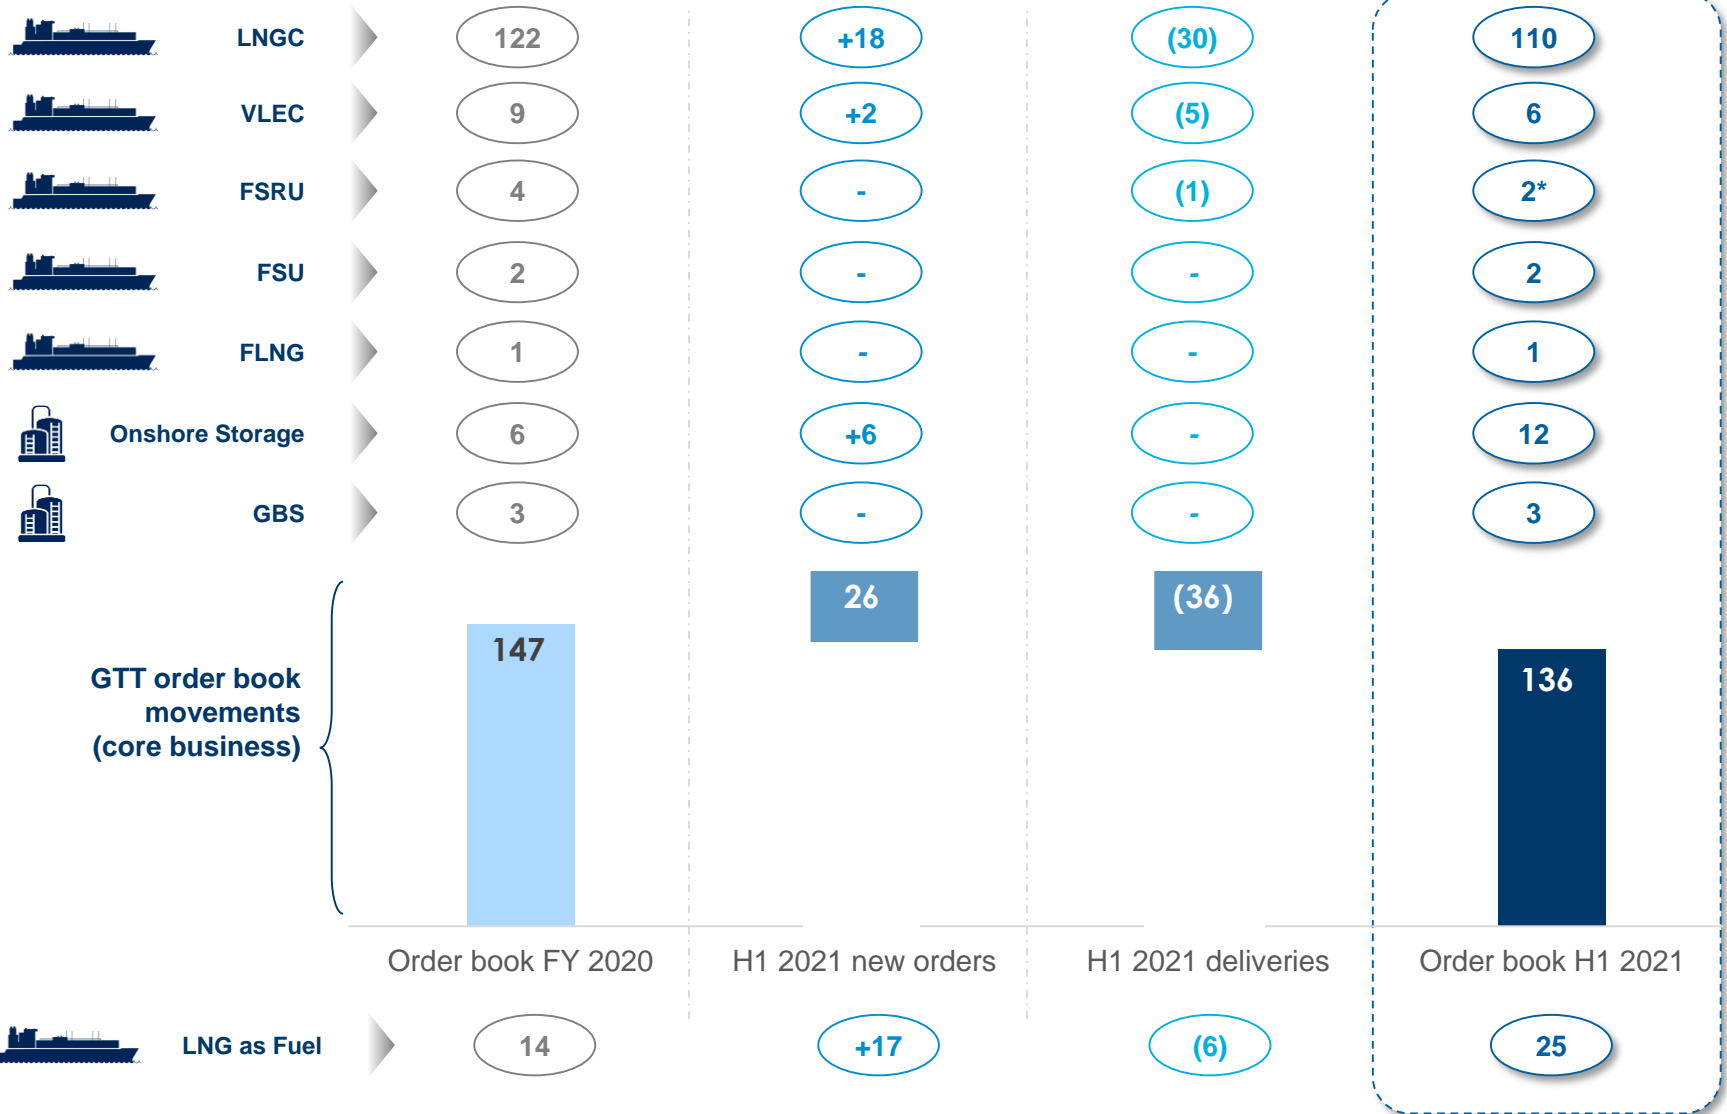 LNGC 122 +18 (30) 110
VLEC 9 +2 (5) 6
FSRU 4 - (1) 2*
FSU 2 - - 2
FLNG 1 - - 1
Onshore Storage 6 +6 - 12
GBS 3 - - 3
26 (36)
147 136
GTT order book
movements
(core business)
Order book FY 2020 H1 2021 new orders H1 2021 deliveries Order book H1 2021
LNG as Fuel 14 +17 (6) 25